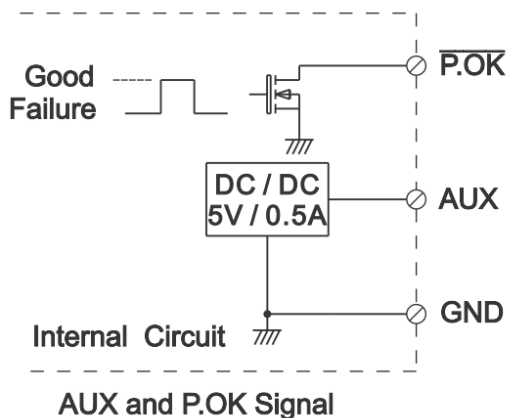 P.OK
Good
Failure
DC / DC
5V / 0.5A
AUX
GND
Internal Circuit
AUX and P.OK Signal